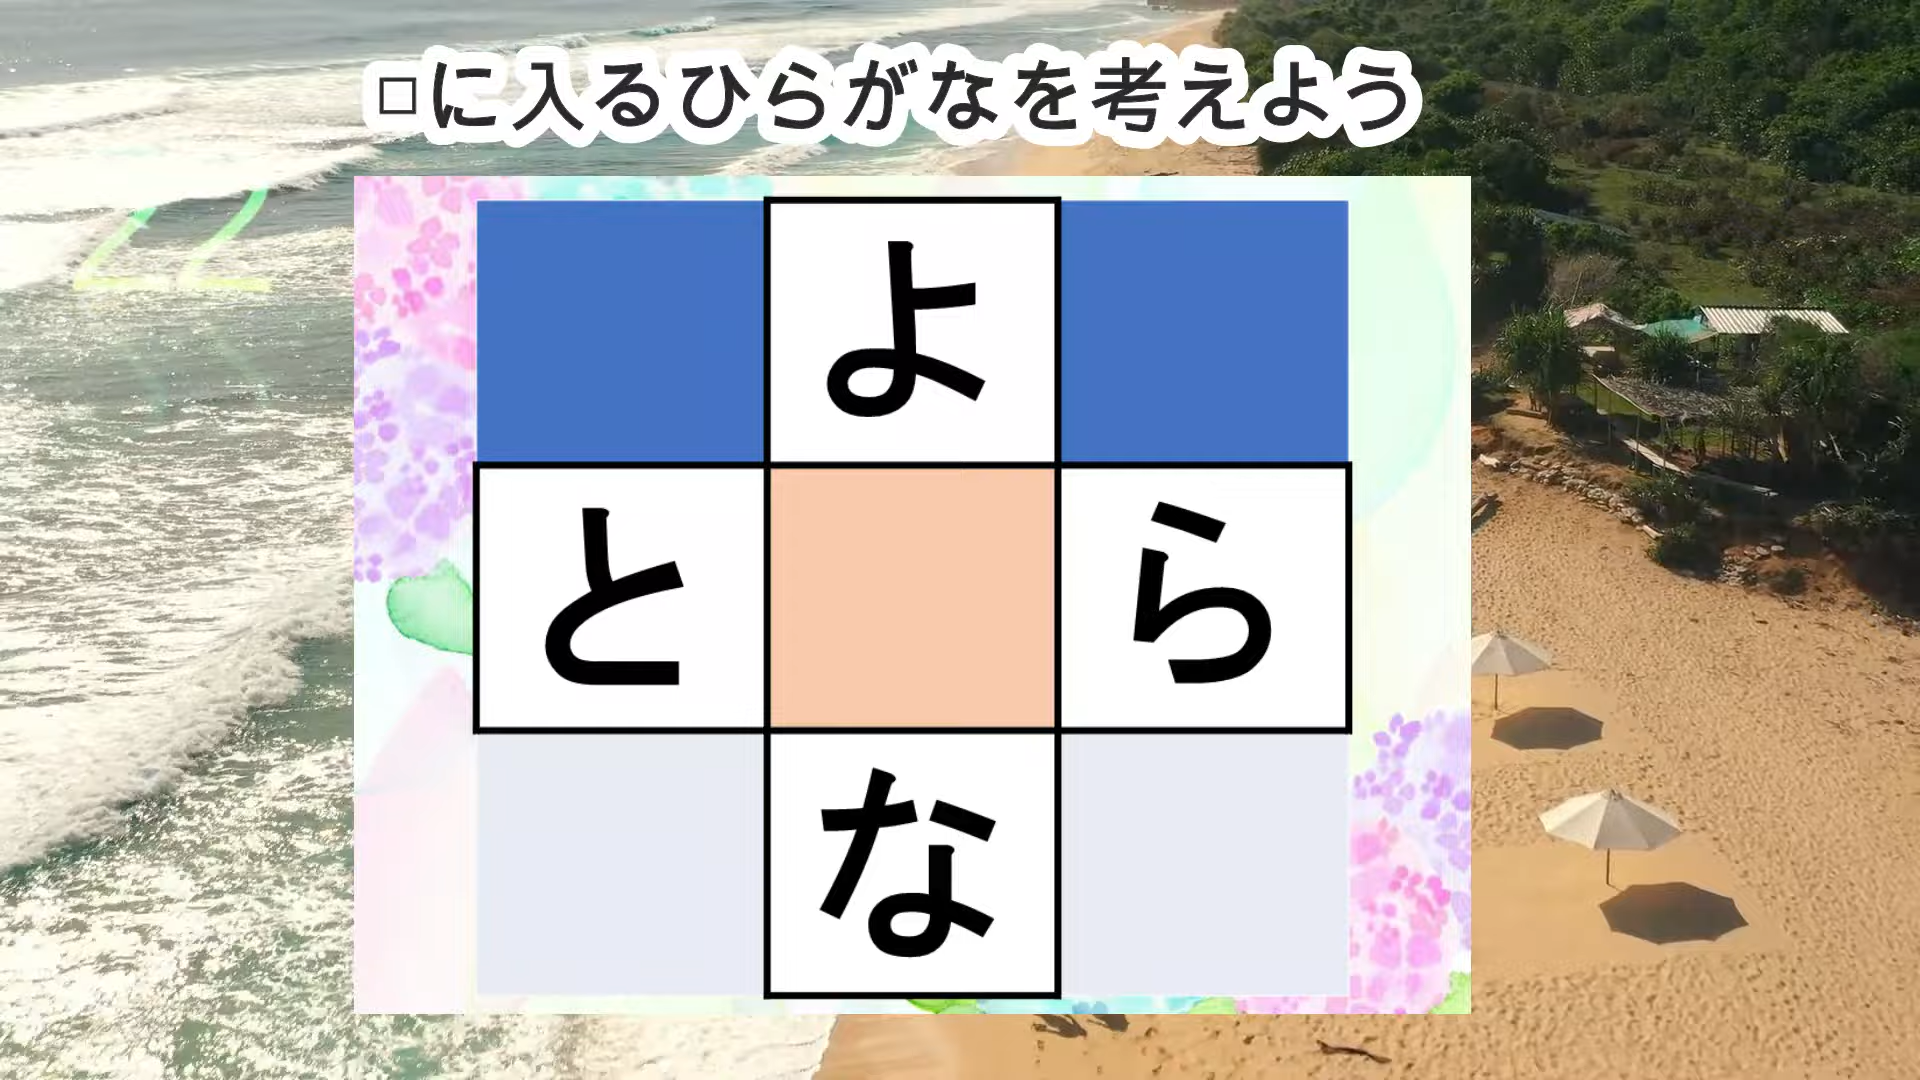 □に入るひらがなを考えよう
よ
と ら
な